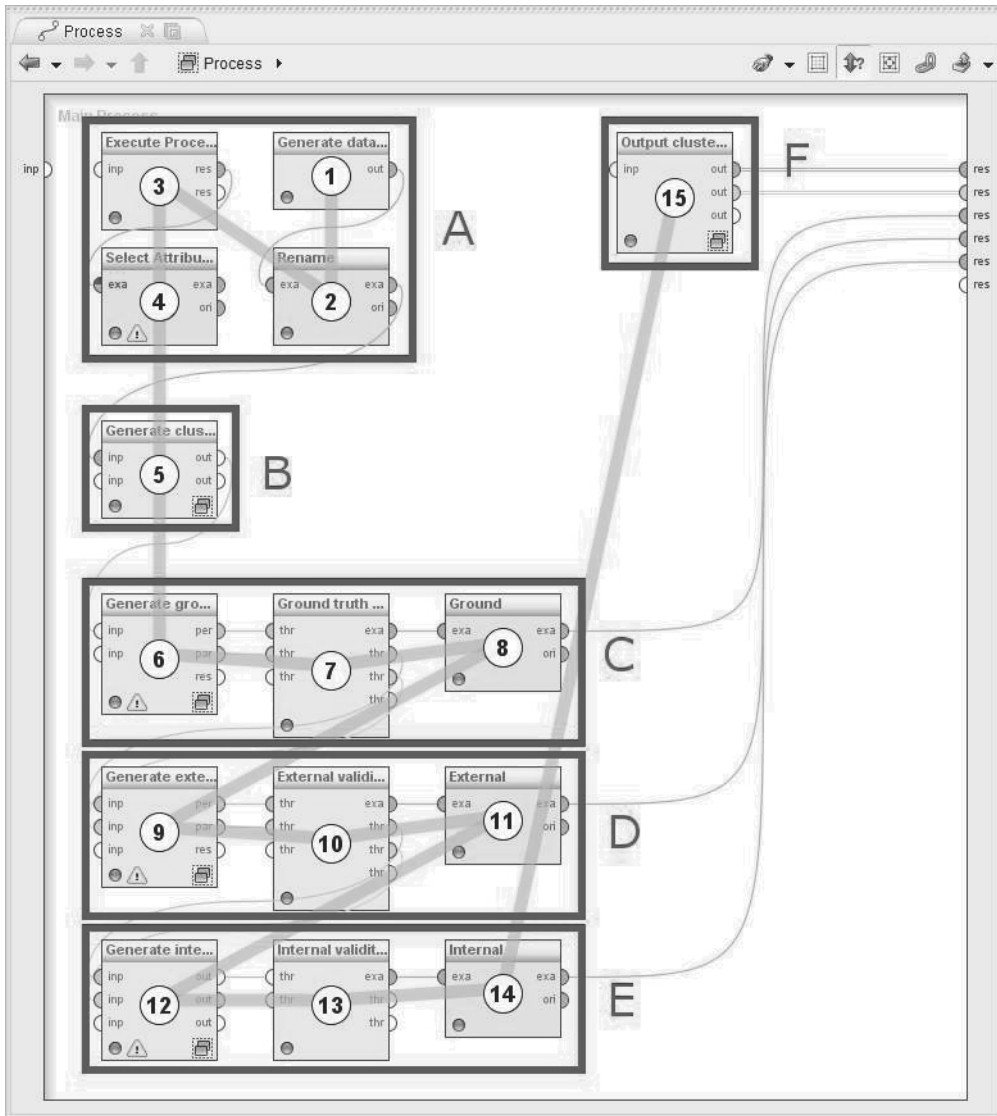 Process
Process
Main Process
inp
Execute Proce...
inp res
res
3
Generate data...
out
1
A
Select Attribu...
exa exa
ori
4
Rename
exa exa
ori
2
Output cluste...
inp out
out
out
15
F
res
res
res
res
res
res
Generate clus...
inp out
inp out
5
B
Generate gro...
inp per
inp par
res
6
Ground truth ...
thr exa
thr thr
thr thr
thr
7
Ground
exa exa
ori
8
C
Generate exte...
inp per
inp par
inp res
9
External validi...
thr exa
thr thr
thr thr
thr
10
External
exa exa
ori
11
D
Generate inte...
inp out
inp out
inp out
12
Internal validit...
thr exa
thr thr
thr
13
Internal
exa exa
ori
14
E